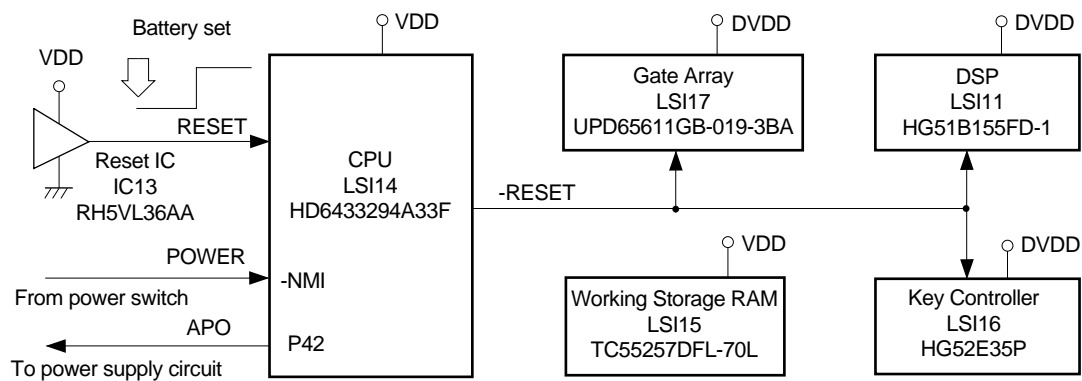 Battery set
VDD
RESET
Reset IC
IC13
RH5VL36AA
POWER
From power switch
APO
To power supply circuit
VDD
CPU
LSI14
HD6433294A33F
-NMI
P42
-RESET
DVDD
Gate Array
LSI17
UPD65611GB-019-3BA
DVDD
DSP
LSI11
HG51B155FD-1
VDD
Working Storage RAM
LSI15
TC55257DFL-70L
DVDD
Key Controller
LSI16
HG52E35P